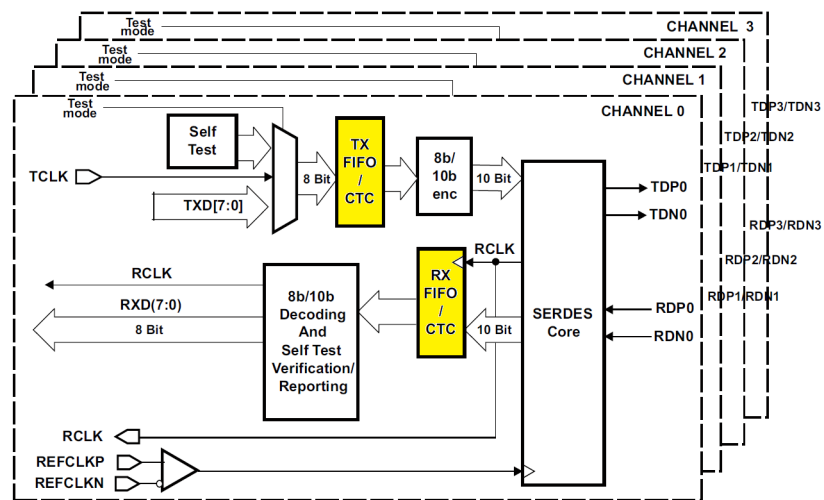 Test
mode
CHANNEL 3
Test
mode
CHANNEL 2
Test
mode
CHANNEL 1
Test
mode
CHANNEL 0
TDP3/TDN3
TDP2/TDN2
TDP1/TDN1
Self
Test
TX
FIFO
/
CTC
8b/
10b
enc
8 Bit
10 Bit
TCLK
TXD[7:0]
TDP0
TDN0
RDP3/RDN3
RDP2/RDN2
RDP1/RDN1
RCLK
RCLK
RX
FIFO
/
CTC
8b/10b
Decoding
And
Self Test
Verification/
Reporting
RXD(7:0)
8 Bit
10 Bit
SERDES
Core
RDP0
RDN0
RCLK
REFCLKP
REFCLKN